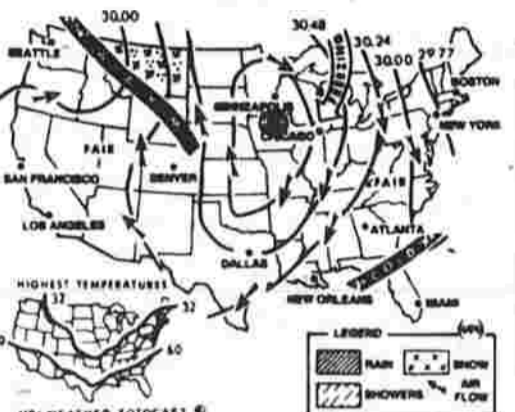 30.00
30.48
30.24
30.00
29.77
SEATTLE
BOSTON
MINNEAPOLIS
NEW YORK
CHICAGO
FAIR
SAN FRANCISCO
DENVER
FAIR
LOS ANGELES
ATLANTA
DALLAS
NEW ORLEANS
MIAMI
HIGHEST TEMPERATURES
32
32
60
LEGEND
RAIN
SNOW
SHOWERS
AIR
FLOW